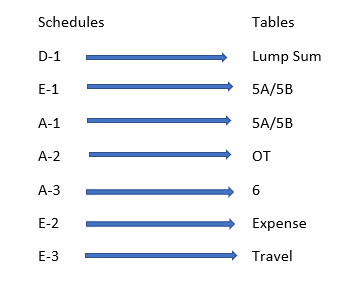 Schedules Tables
D-1 Lump Sum
E-1 5A/5B
A-1 5A/5B
A-2 OT
A-3 6
E-2 Expense
E-3 Travel